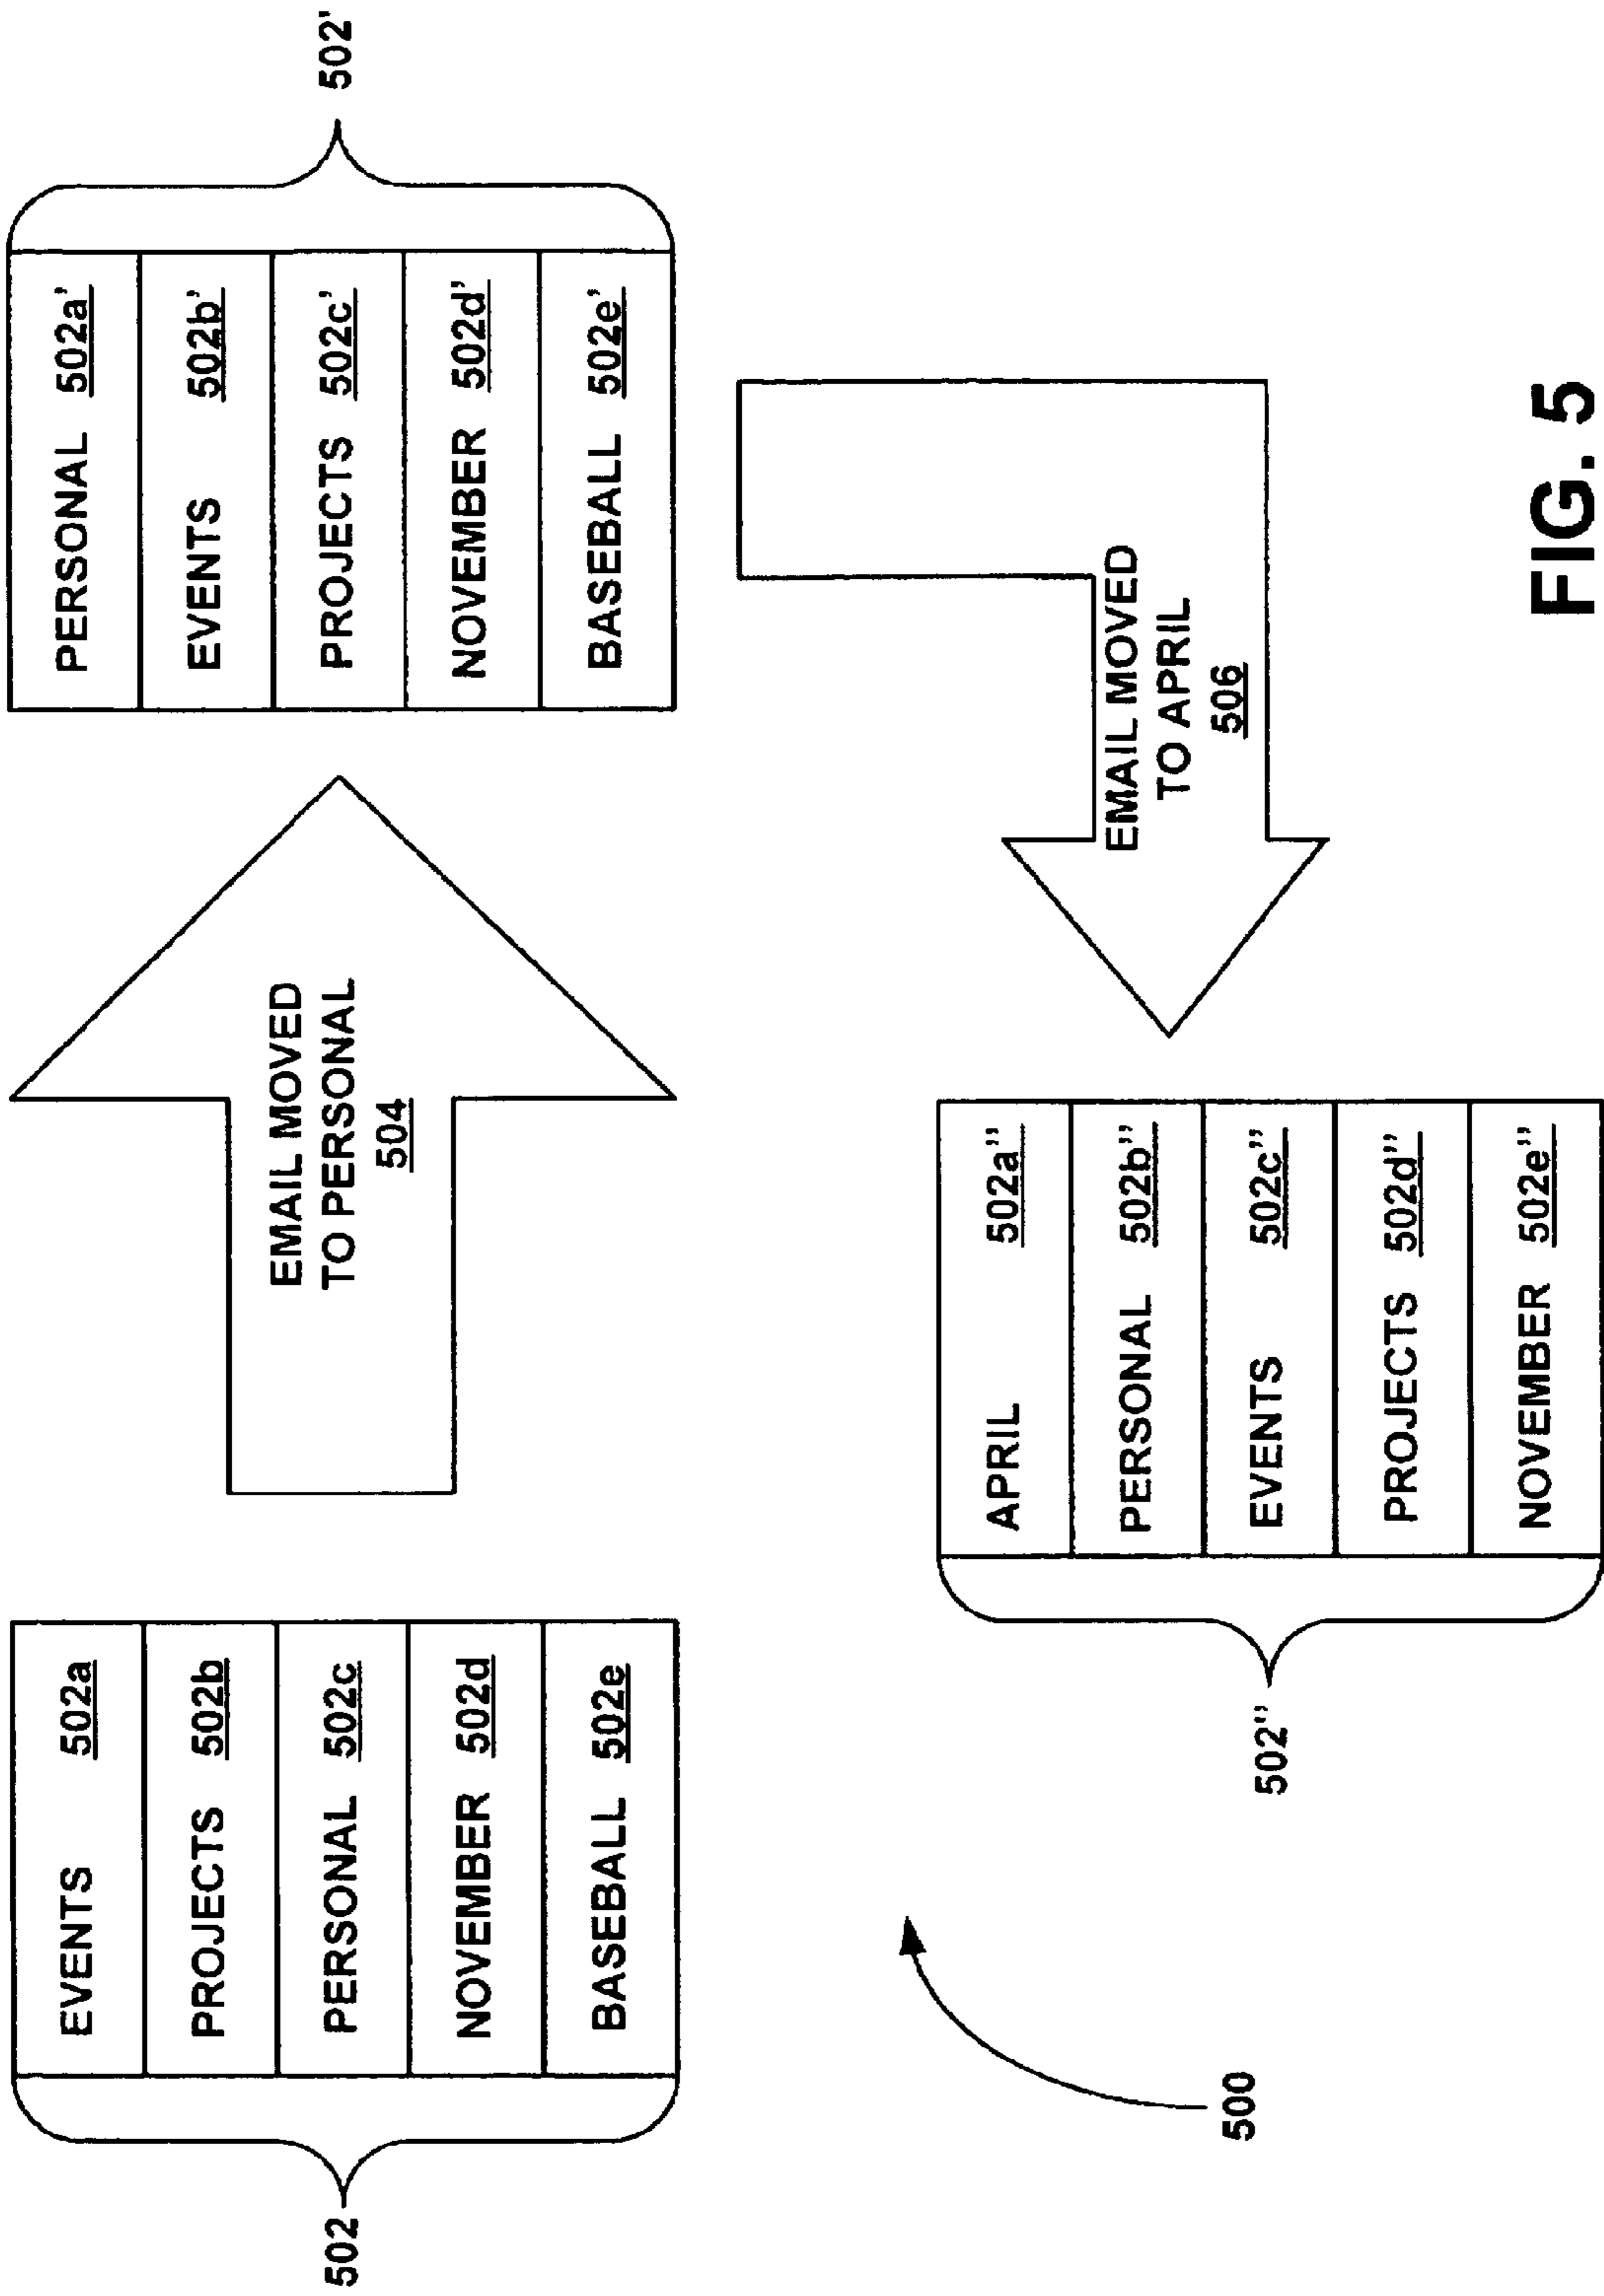 502
EVENTS 502a
PROJECTS 502b
PERSONAL 502c
NOVEMBER 502d
BASEBALL 502e
EMAIL MOVED
TO PERSONAL
504
PERSONAL 502a'
EVENTS 502b'
PROJECTS 502c'
NOVEMBER 502d'
BASEBALL 502e'
502'
EMAIL MOVED
TO APRIL
506
APRIL 502a"
PERSONAL 502b"
EVENTS 502c"
PROJECTS 502d"
NOVEMBER 502e"
502"
500
FIG. 5